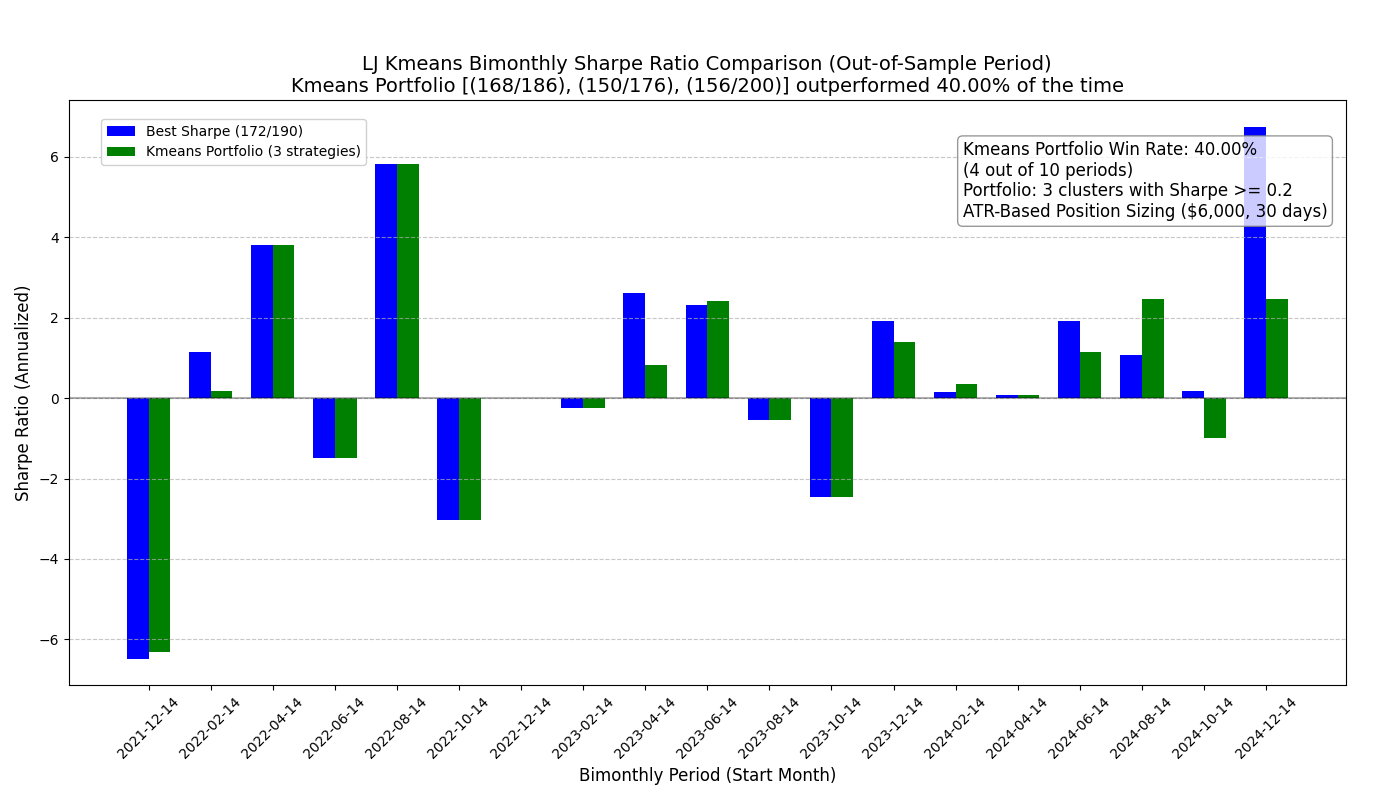 LJ Kmeans Bimonthly Sharpe Ratio Comparison (Out-of-Sample Period)
Kmeans Portfolio [(168/186), (150/176), (156/200)] outperformed 40.00% of the time
Best Sharpe (172/190)
Kmeans Portfolio (3 strategies)
Kmeans Portfolio Win Rate: 40.00%
(4 out of 10 periods)
Portfolio: 3 clusters with Sharpe >= 0.2
ATR-Based Position Sizing ($6,000, 30 days)
Sharpe Ratio (Annualized)
6
4
2
0
−2
−4
−6
2021-12-14
2022-02-14
2022-04-14
2022-06-14
2022-08-14
2022-10-14
2022-12-14
2023-02-14
2023-04-14
2023-06-14
2023-08-14
2023-10-14
2023-12-14
2024-02-14
2024-04-14
2024-06-14
2024-08-14
2024-10-14
2024-12-14
Bimonthly Period (Start Month)